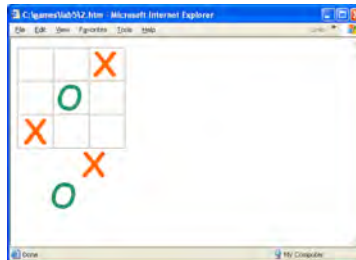 C:\games\lab5\2.htm - Microsoft Internet Explorer
File Edit View Favorites Tools Help
X
O
X
X
O
Done My Computer